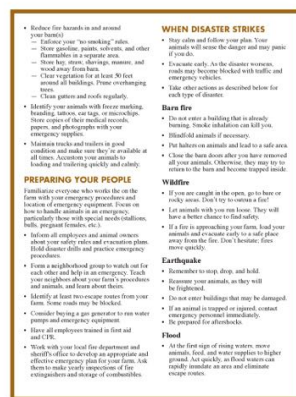 • Reduce fire hazards in and around
your barn(s)
— Enforce your "no smoking" rules.
— Store gasoline, paints, solvents, and other
flammables in a separate area.
— Store hay, straw, shavings, manure, and
wood away from barn.
— Clear vegetation for at least 50 feet
around all buildings. Prune overhanging
trees.
— Clean gutters and roofs regularly.
• Identify your animals with freeze marking,
branding, tattoo, ear tags, or microchips.
Store copies of their medical records,
papers, and photographs with your
emergency supplies.
• Maintain trucks and trailers in good
condition and make sure they're available at
all times. Accustom your animals to
loading and trailering quickly and calmly.
PREPARING YOUR PEOPLE
Familiarize everyone who works the on the
farm with your emergency procedures and
location of emergency equipment. Focus on
how to handle animals in an emergency,
particularly those with special needs (stallions,
bulls, pregnant females, etc.).
• Inform all employees and animal owners
about your safety rules and evacuation plans.
Hold disaster drills and practice emergency
procedures.
• Form a neighborhood group to watch out for
each other and help in an emergency. Teach
your neighbors about your farm's procedures
and animals, and learn about theirs.
• Identify at least two escape routes from your
farm. Some roads may be blocked.
• Consider buying a gas generator to run water
pumps and emergency equipment.
• Have all employees trained in first aid
and CPR.
• Work with your local fire department and
sheriff's office to develop an appropriate and
effective emergency plan for your farm. Ask
them to make yearly inspections of fire
extinguishers and storage of combustibles.
WHEN DISASTER STRIKES
• Stay calm and follow your plan. Your
animals will sense the danger and may panic
if you do.
• Evacuate early. As the disaster worsens,
roads may become blocked with traffic and
emergency vehicles.
• Take other actions as described below for
each type of disaster.
Barn fire
• Do not enter a building that is already
burning. Smoke inhalation can kill you.
• Blindfold animals if necessary.
• Put halters on animals and lead to a safe area.
• Close the barn door after you have removed
all your animals. Otherwise, they may try to
return to the barn and become trapped inside.
Wildfire
• If you are caught in the open, go to bare or
rocky areas. Don't try to outrun a fire!
• Let animals with you run loose. They will
have a better chance to find safety.
• If a fire is approaching your farm, load your
animals and evacuate early to a safe place
away from the fire. Don't hesitate; fires
move quickly.
Earthquake
• Remember to stop, drop, and hold.
• Reassure your animals, as they will
be frightened.
• Do not enter buildings that may be damaged.
• If an animal is trapped or injured, contact
emergency personnel immediately.
• Be prepared for aftershocks.
Flood
• At the first sign of rising waters, move
animals, feed, and water supplies to higher
ground. Act quickly, as flood waters can
rapidly inundate an area and eliminate
escape routes.